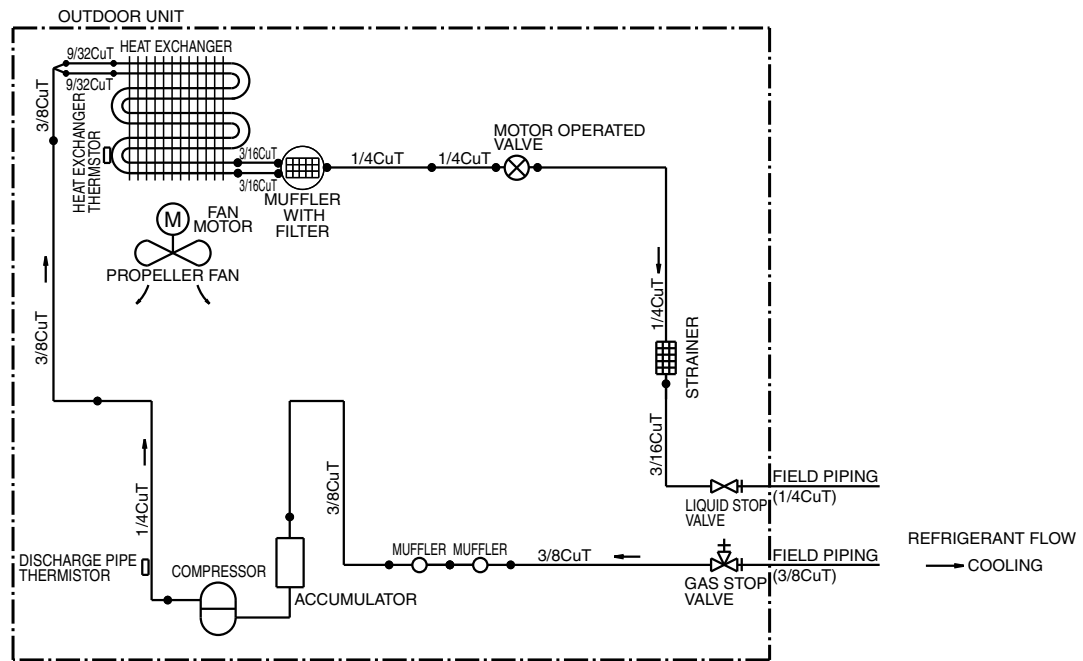 OUTDOOR UNIT
9/32CuT
HEAT EXCHANGER
9/32CuT
3/8CuT
HEAT EXCHANGER
THERMSTOR
3/16CuT
3/16CuT
MUFFLER
WITH
FILTER
1/4CuT
1/4CuT
MOTOR OPERATED
VALVE
M
FAN
MOTOR
PROPELLER FAN
3/8CuT
1/4CuT
STRAINER
3/16CuT
LIQUID STOP
VALVE
FIELD PIPING
(1/4CuT)
1/4CuT
3/8CuT
DISCHARGE PIPE
THERMISTOR
COMPRESSOR
ACCUMULATOR
MUFFLER
MUFFLER
3/8CuT
GAS STOP
VALVE
FIELD PIPING
(3/8CuT)
REFRIGERANT FLOW
COOLING